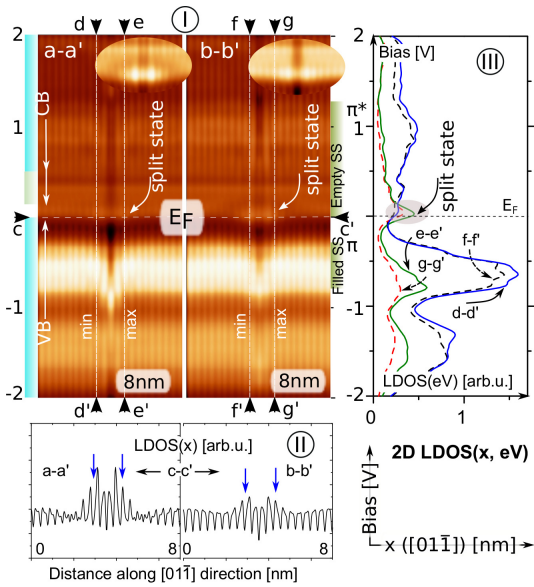 d e f g
I
III
2
a-a'
b-b'
2
Bias [V]
CB
1
split state
split state
π*
Empty SS
1
split state
E_F
E_F
0
c
c'
Filled SS
π
e-e'
f-f'
g-g'
d-d'
-1
-1
VB
min
max
min
max
8nm
8nm
LDOS(eV) [arb.u.]
-2
-2
d' e' f' g'
0 1
LDOS(x) [arb.u.]
II
a-a'
c-c'
b-b'
2D LDOS(x, eV)
Bias [V]
0 8 0 8
x ([011̅]) [nm]
Distance along [011̅] direction [nm]